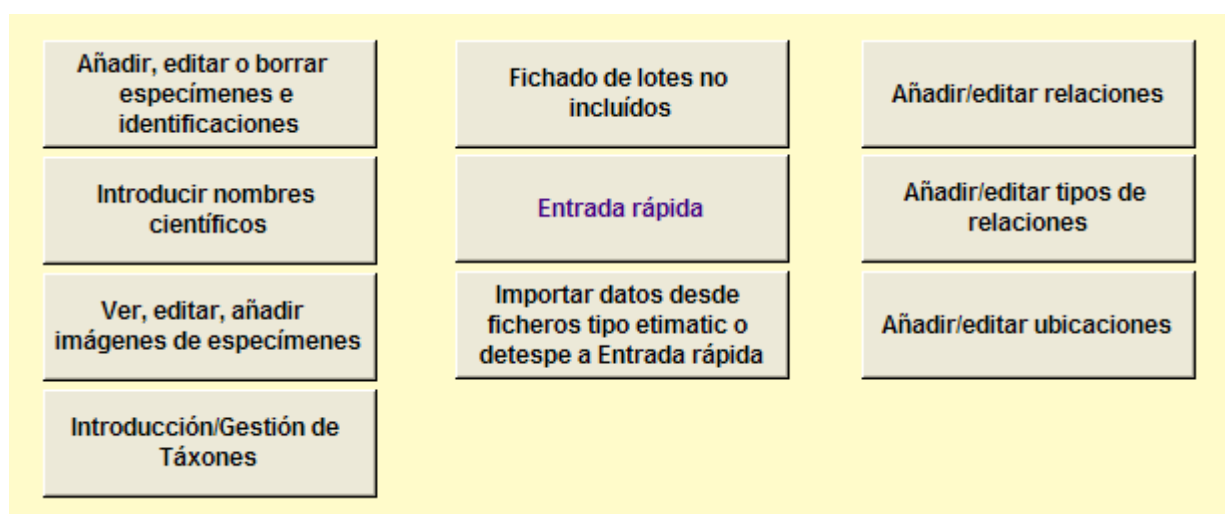 Añadir, editar o borrar
especímenes e
identificaciones
Introducir nombres
científicos
Ver, editar, añadir
imágenes de especímenes
Introducción/Gestión de
Táxones
Fichado de lotes no
incluídos
Entrada rápida
Importar datos desde
ficheros tipo etimatic o
detespe a Entrada rápida
Añadir/editar relaciones
Añadir/editar tipos de
relaciones
Añadir/editar ubicaciones